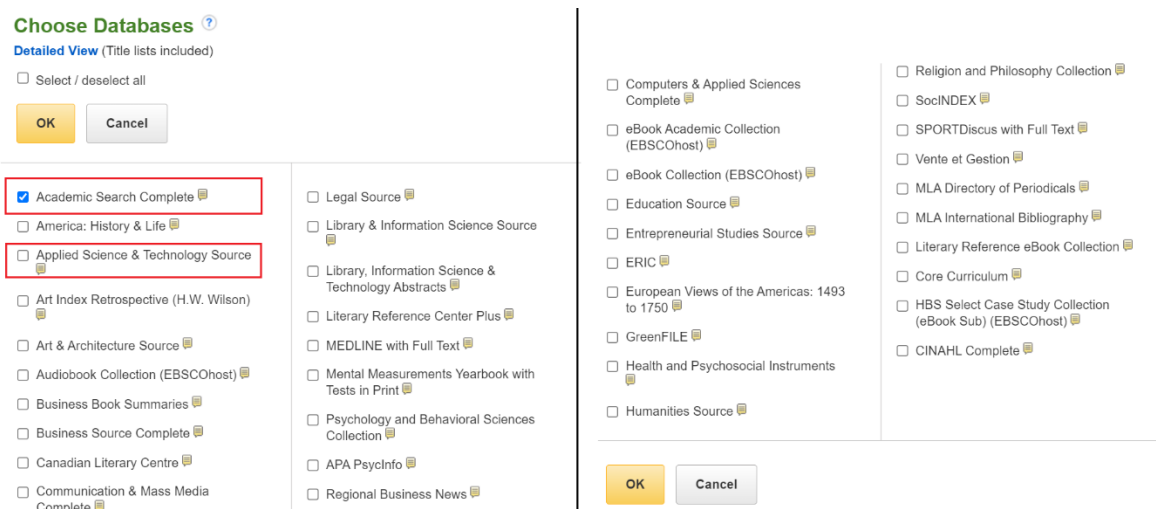 Choose Databases ?
Detailed View (Title lists included)
Select / deselect all
OK
Cancel
Academic Search Complete
America: History & Life
Applied Science & Technology Source
Art Index Retrospective (H.W. Wilson)
Art & Architecture Source
Audiobook Collection (EBSCOhost)
Business Book Summaries
Business Source Complete
Canadian Literary Centre
Communication & Mass Media
Complete
Legal Source
Library & Information Science Source
Library, Information Science &
Technology Abstracts
Literary Reference Center Plus
MEDLINE with Full Text
Mental Measurements Yearbook with
Tests in Print
Psychology and Behavioral Sciences
Collection
APA PsycInfo
Regional Business News
Computers & Applied Sciences
Complete
eBook Academic Collection
(EBSCOhost)
eBook Collection (EBSCOhost)
Education Source
Entrepreneurial Studies Source
ERIC
European Views of the Americas: 1493
to 1750
GreenFILE
Health and Psychosocial Instruments
Humanities Source
Religion and Philosophy Collection
SocINDEX
SPORTDiscus with Full Text
Vente et Gestion
MLA Directory of Periodicals
MLA International Bibliography
Literary Reference eBook Collection
Core Curriculum
HBS Select Case Study Collection
(eBook Sub) (EBSCOhost)
CINAHL Complete
OK
Cancel